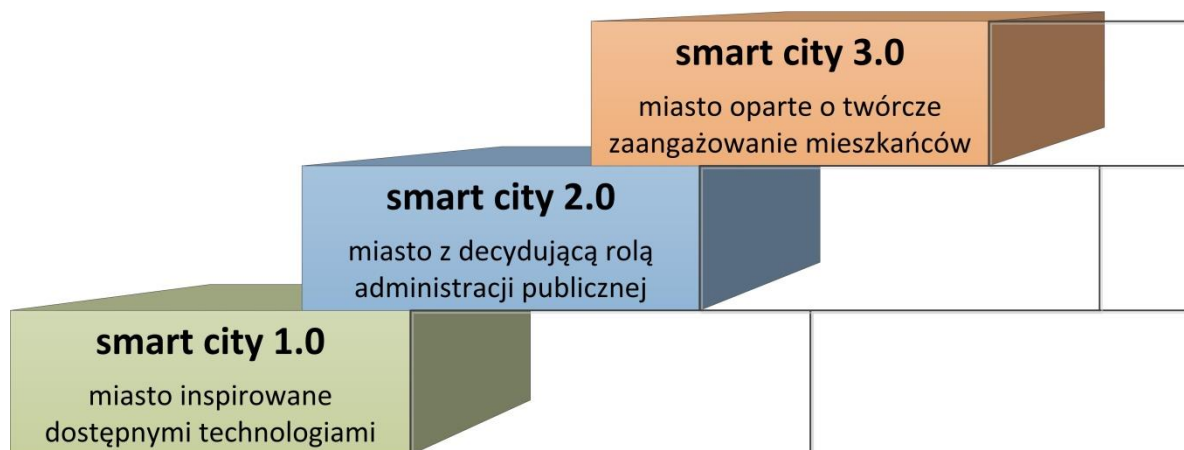 smart city 3.0
miasto oparte o twórcze
zaangażowanie mieszkańców
smart city 2.0
miasto z decydującą rolą
administracji publicznej
smart city 1.0
miasto inspirowane
dostępnymi technologiami